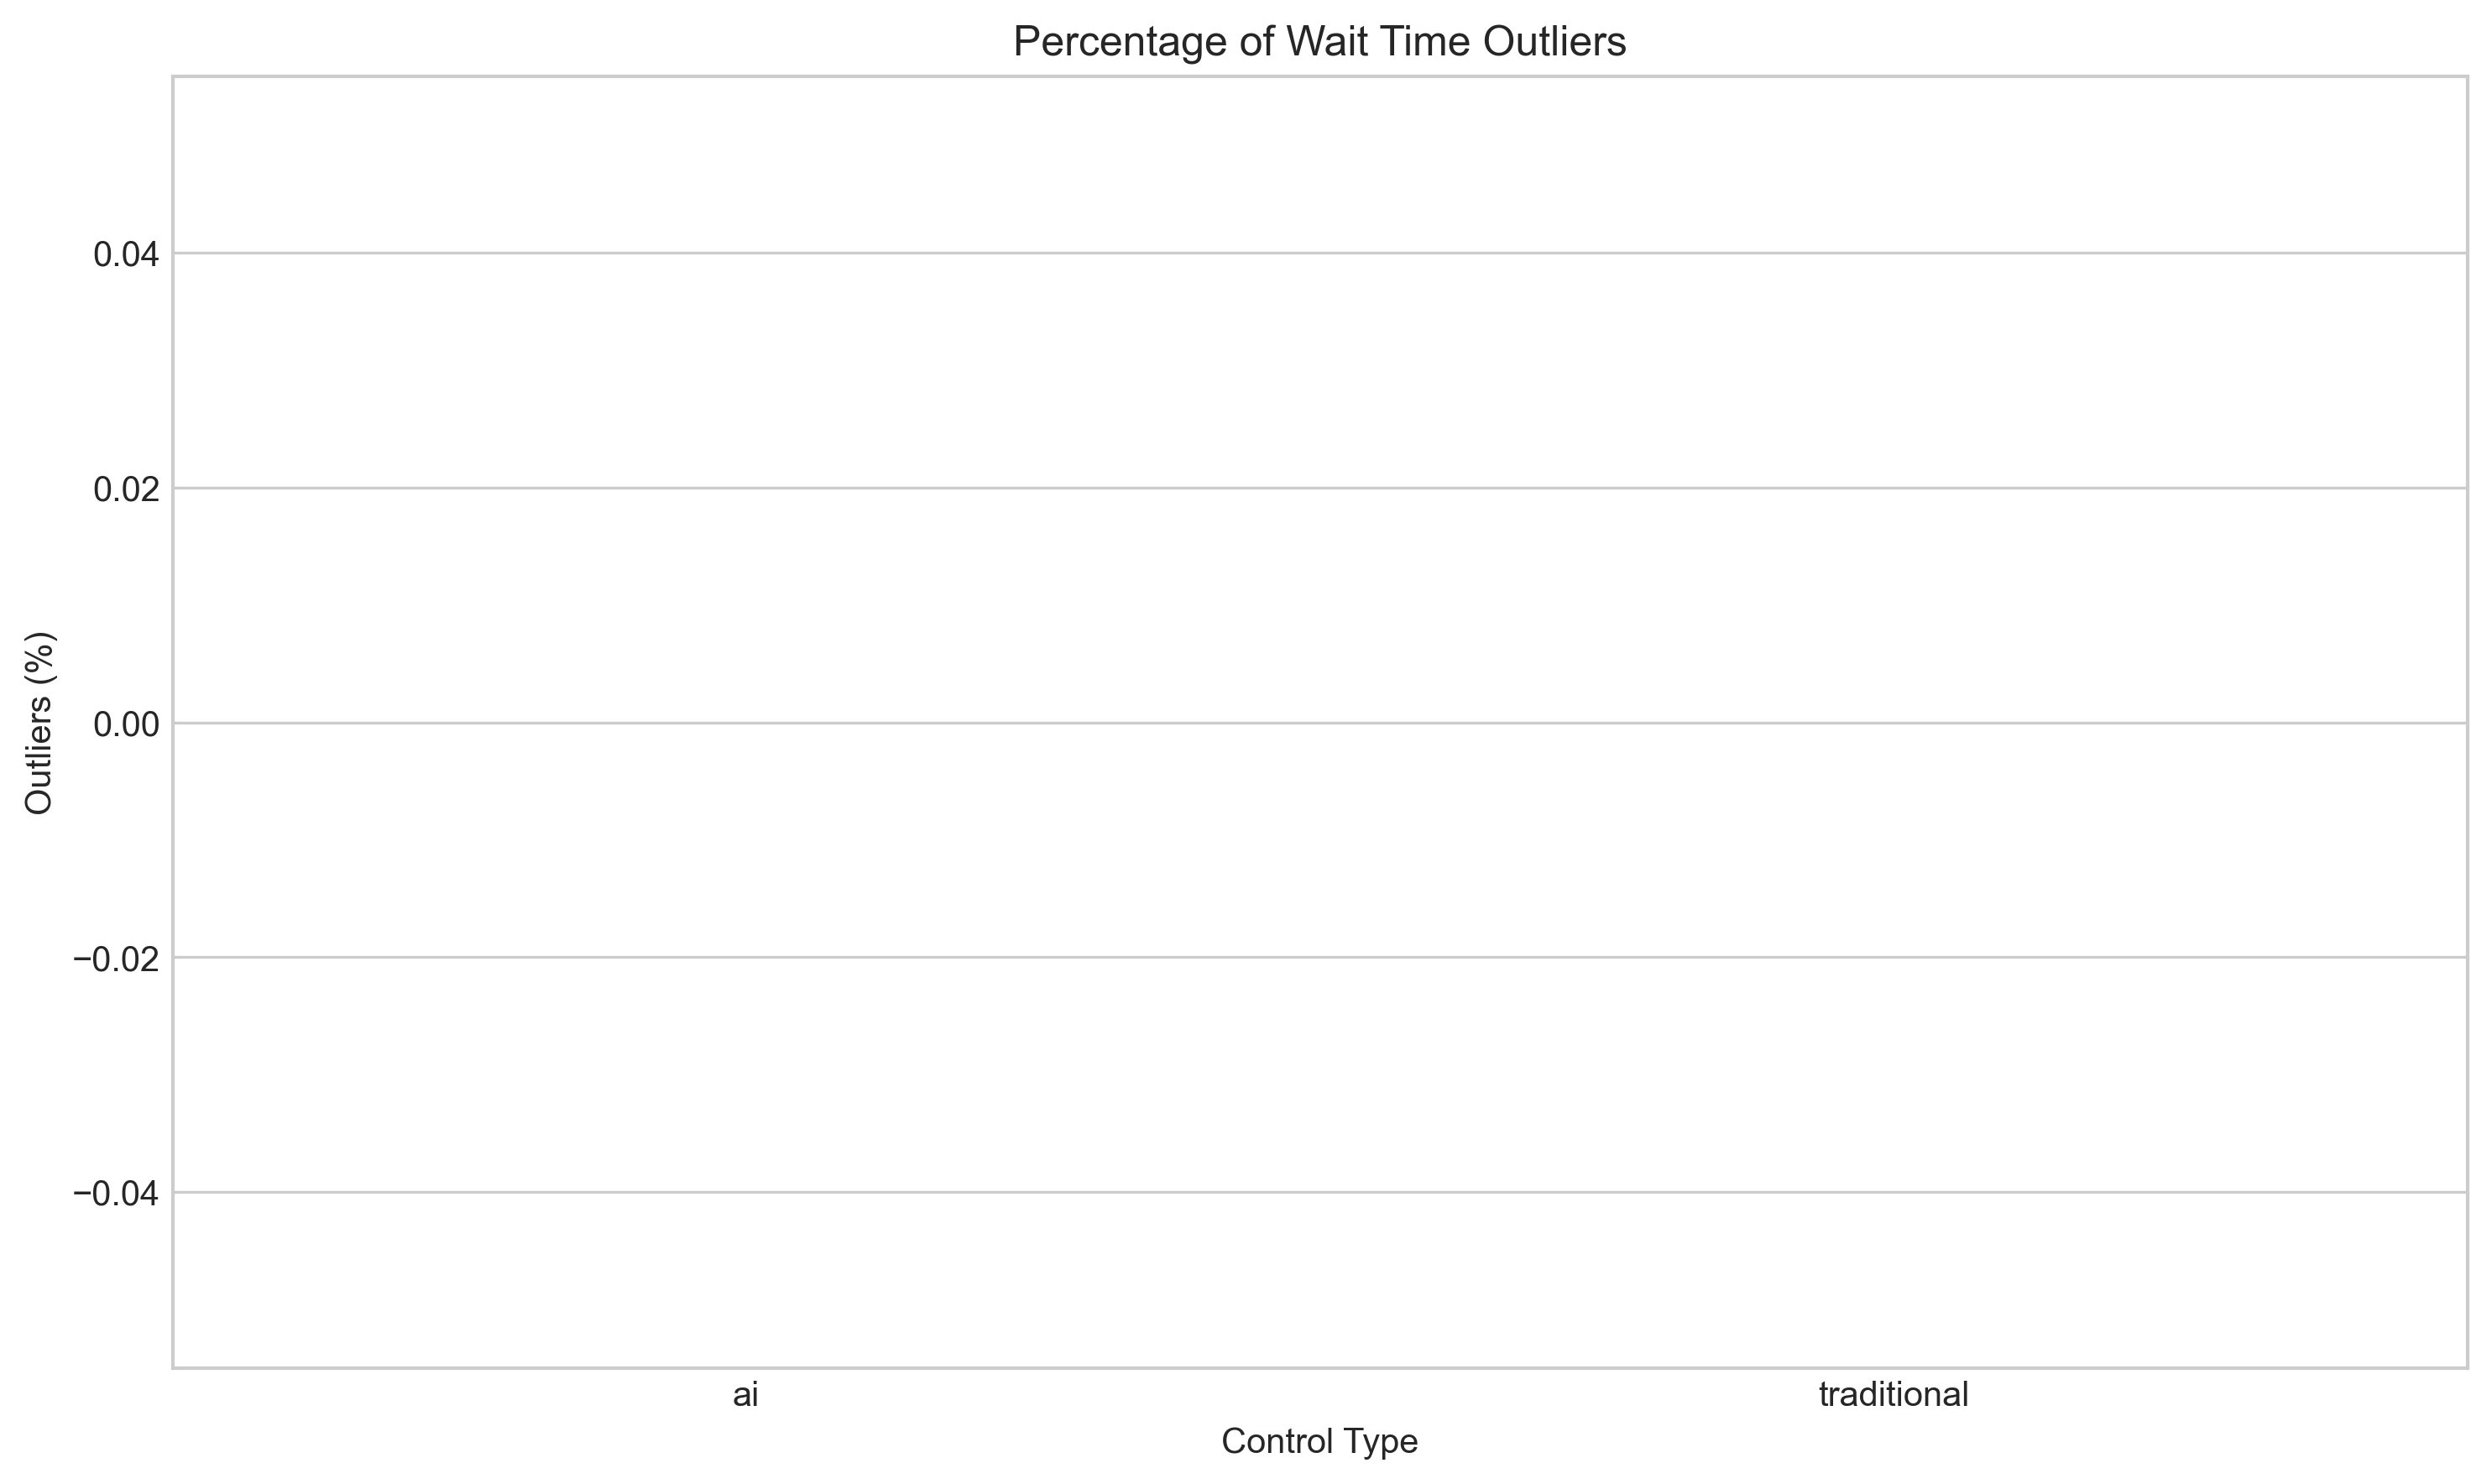 Percentage of Wait Time Outliers
0.04
0.02
0.00
−0.02
−0.04
Outliers (%)
ai
traditional
Control Type